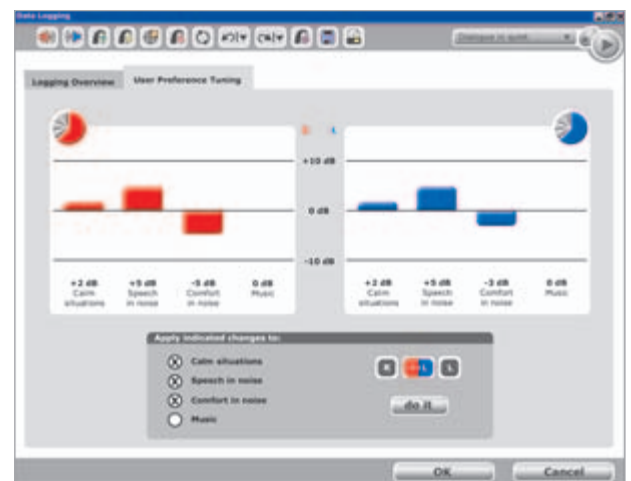 Data Logging
Dialogue in quiet
Logging Overview User Preference Tuning
L
+10 dB
0 dB
-10 dB
+2 dB +5 dB -5 dB 0 dB
Calm situations Speech in noise Comfort in noise Music
+2 dB +5 dB -3 dB 0 dB
Calm situations Speech in noise Comfort in noise Music
Apply indicated changes to:
Calm situations
Speech in noise
Comfort in noise
Music
R L
do it
OK Cancel